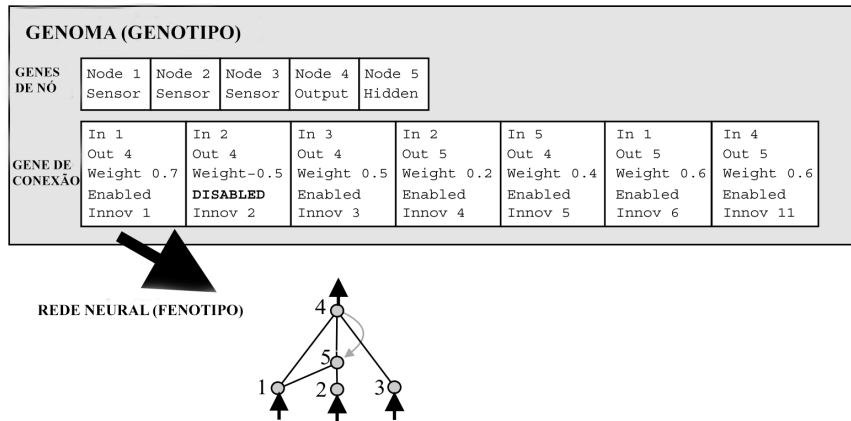 GENOMA (GENOTIPO)
GENES
DE NÓ
Node 1 Node 2 Node 3 Node 4 Node 5
Sensor Sensor Sensor Output Hidden
GENE DE
CONEXÃO
In 1 In 2 In 3 In 2 In 5 In 1 In 4
Out 4 Out 4 Out 4 Out 5 Out 4 Out 5 Out 5
Weight 0.7 Weight-0.5 Weight 0.5 Weight 0.2 Weight 0.4 Weight 0.6 Weight 0.6
Enabled DISABLED Enabled Enabled Enabled Enabled Enabled
Innov 1 Innov 2 Innov 3 Innov 4 Innov 5 Innov 6 Innov 11
REDE NEURAL (FENOTIPO)
4
5
1 2 3